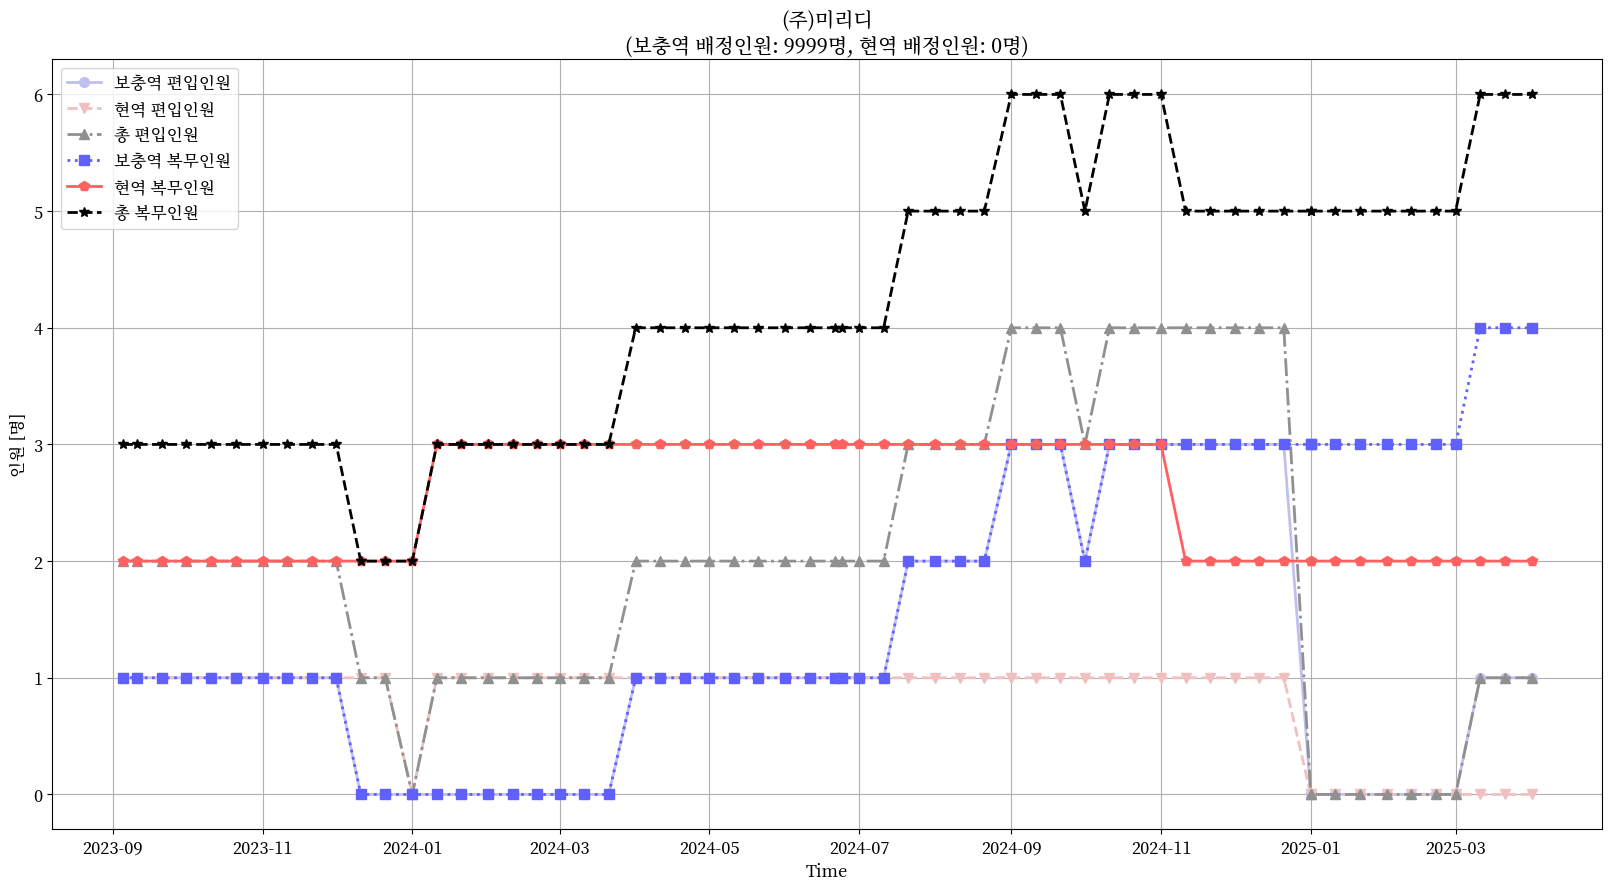 (주)미리디
(보충역 배정인원: 9999명, 현역 배정인원: 0명)
보충역 편입인원
현역 편입인원
총 편입인원
보충역 복무인원
현역 복무인원
총 복무인원
인원 [명]
6
5
4
3
2
1
0
2023-09 2023-11 2024-01 2024-03 2024-05 2024-07 2024-09 2024-11 2025-01 2025-03
Time